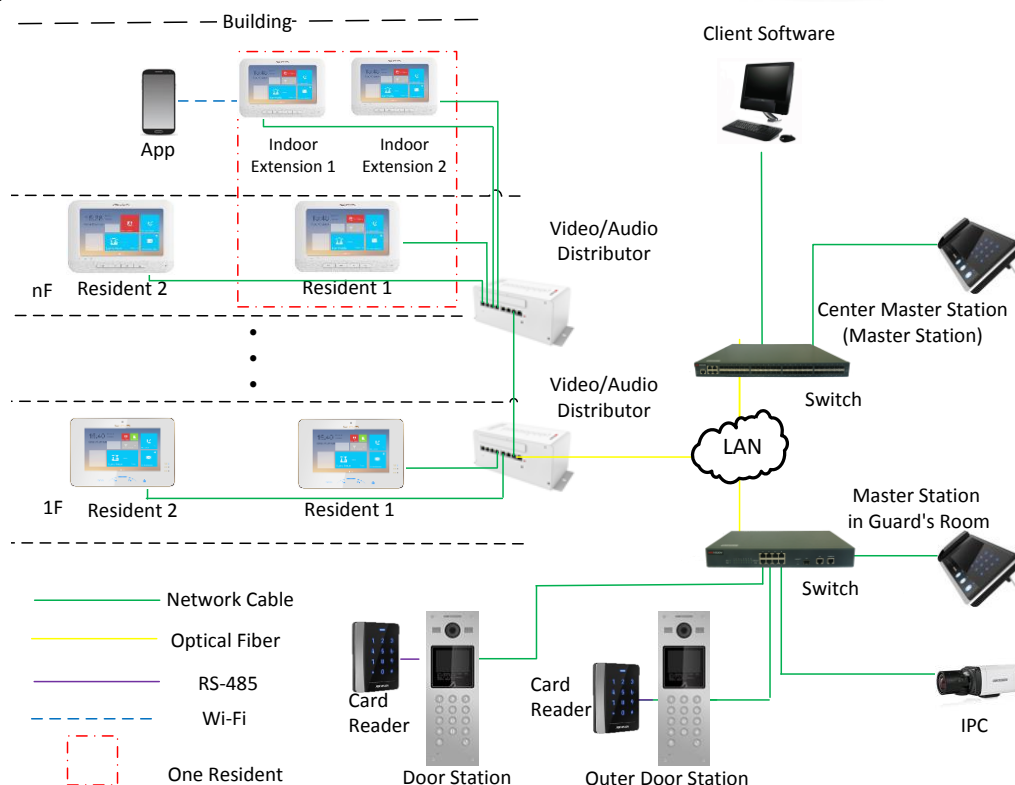 Building
Client Software
App
Indoor
Extension 1
Indoor
Extension 2
Video/Audio
Distributor
nF
Resident 2
Resident 1
Center Master Station
(Master Station)
Switch
Video/Audio
Distributor
LAN
1F
Resident 2
Resident 1
Master Station
in Guard's Room
Switch
Network Cable
Optical Fiber
RS-485
Wi-Fi
One Resident
Card
Reader
Door Station
Card
Reader
Outer Door Station
IPC